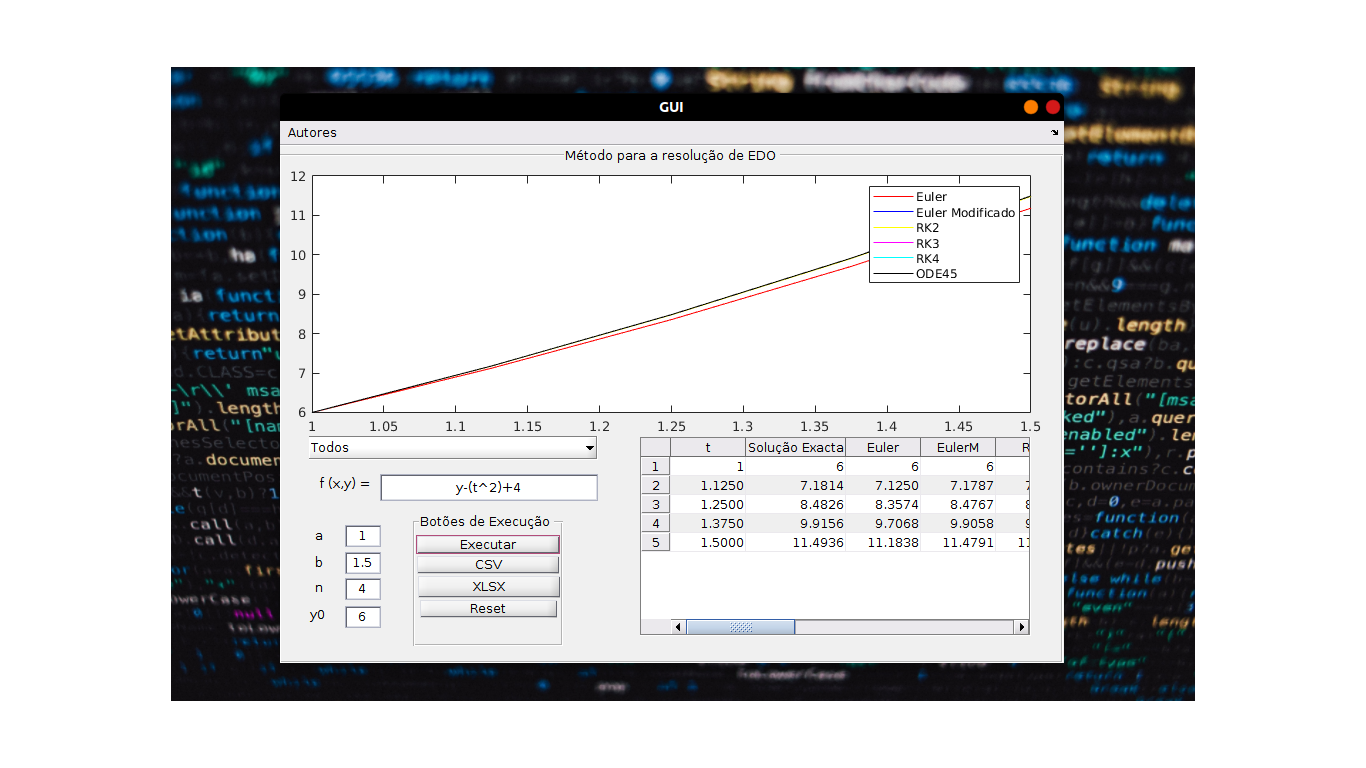 GUI
Autores
Método para a resolução de EDO
12
11
10
9
8
7
6
1 1.05 1.1 1.15 1.2 1.25 1.3 1.35 1.4 1.45 1.5
Euler
Euler Modificado
RK2
RK3
RK4
ODE45
Todos
f (x,y) = y-(t^2)+4
a 1
b 1.5
n 4
y0 6
Botões de Execução
Executar
CSV
XLSX
Reset
t Solução Exacta Euler EulerM R
1 1 6 6 6
2 1.1250 7.1814 7.1250 7.1787 7
3 1.2500 8.4826 8.3574 8.4767 8
4 1.3750 9.9156 9.7068 9.9058 9
5 1.5000 11.4936 11.1838 11.4791 11